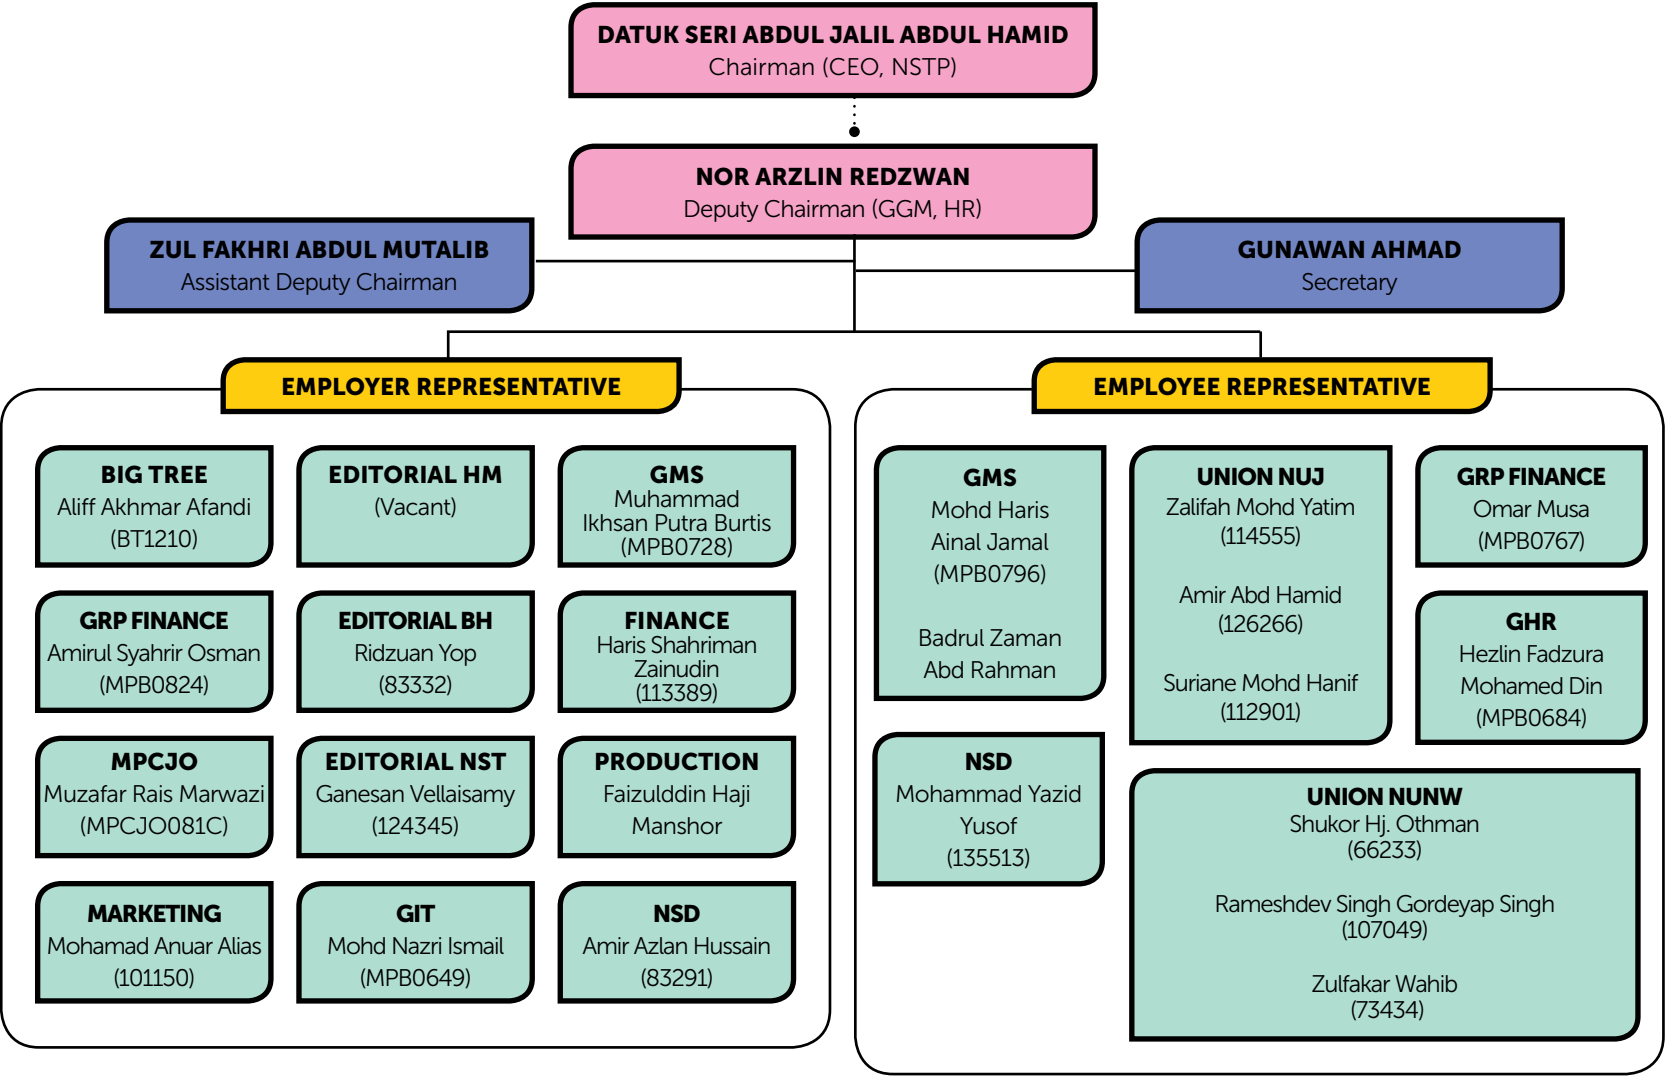 DATUK SERI ABDUL JALIL ABDUL HAMID
Chairman (CEO, NSTP)
NOR ARZLIN REDZWAN
Deputy Chairman (GGM, HR)
ZUL FAKHRI ABDUL MUTALIB
Assistant Deputy Chairman
GUNAWAN AHMAD
Secretary
EMPLOYER REPRESENTATIVE
BIG TREE
Aliff Akhmar Afandi
(BT1210)
EDITORIAL HM
(Vacant)
GMS
Muhammad
Ikhsan Putra Burtis
(MPB0728)
GRP FINANCE
Amirul Syahrir Osman
(MPB0824)
EDITORIAL BH
Ridzuan Yop
(83332)
FINANCE
Haris Shahriman
Zainudin
(113389)
MPCJO
Muzafar Rais Marwazi
(MPCJO081C)
EDITORIAL NST
Ganesan Vellaisamy
(124345)
PRODUCTION
Faizulddin Haji
Manshor
MARKETING
Mohamad Anuar Alias
(101150)
GIT
Mohd Nazri Ismail
(MPB0649)
NSD
Amir Azlan Hussain
(83291)
EMPLOYEE REPRESENTATIVE
GMS
Mohd Haris
Ainal Jamal
(MPB0796)
Badrul Zaman
Abd Rahman
UNION NUJ
Zalifah Mohd Yatim
(114555)
Amir Abd Hamid
(126266)
Suriane Mohd Hanif
(112901)
GRP FINANCE
Omar Musa
(MPB0767)
GHR
Hezlin Fadzura
Mohamed Din
(MPB0684)
NSD
Mohammad Yazid
Yusof
(135513)
UNION NUNW
Shukor Hj. Othman
(66233)
Rameshdev Singh Gordeyap Singh
(107049)
Zulfakar Wahib
(73434)